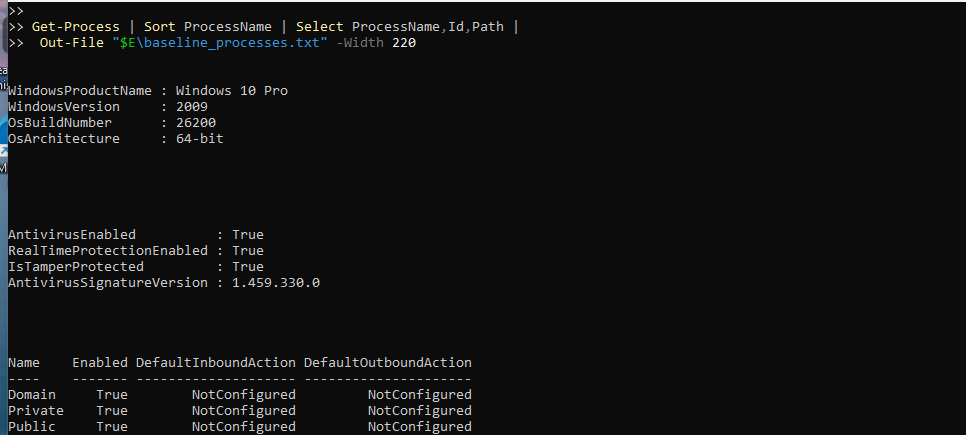 >>
>> Get-Process | Sort ProcessName | Select ProcessName,Id,Path |
>>  Out-File "$E\baseline_processes.txt" -Width 220
WindowsProductName : Windows 10 Pro
WindowsVersion     : 2009
OsBuildNumber      : 26200
OsArchitecture     : 64-bit
AntivirusEnabled          : True
RealTimeProtectionEnabled : True
IsTamperProtected         : True
AntivirusSignatureVersion : 1.459.330.0
Name    Enabled DefaultInboundAction DefaultOutboundAction
----    ------- -------------------- ---------------------
Domain     True        NotConfigured         NotConfigured
Private    True        NotConfigured         NotConfigured
Public     True        NotConfigured         NotConfigured